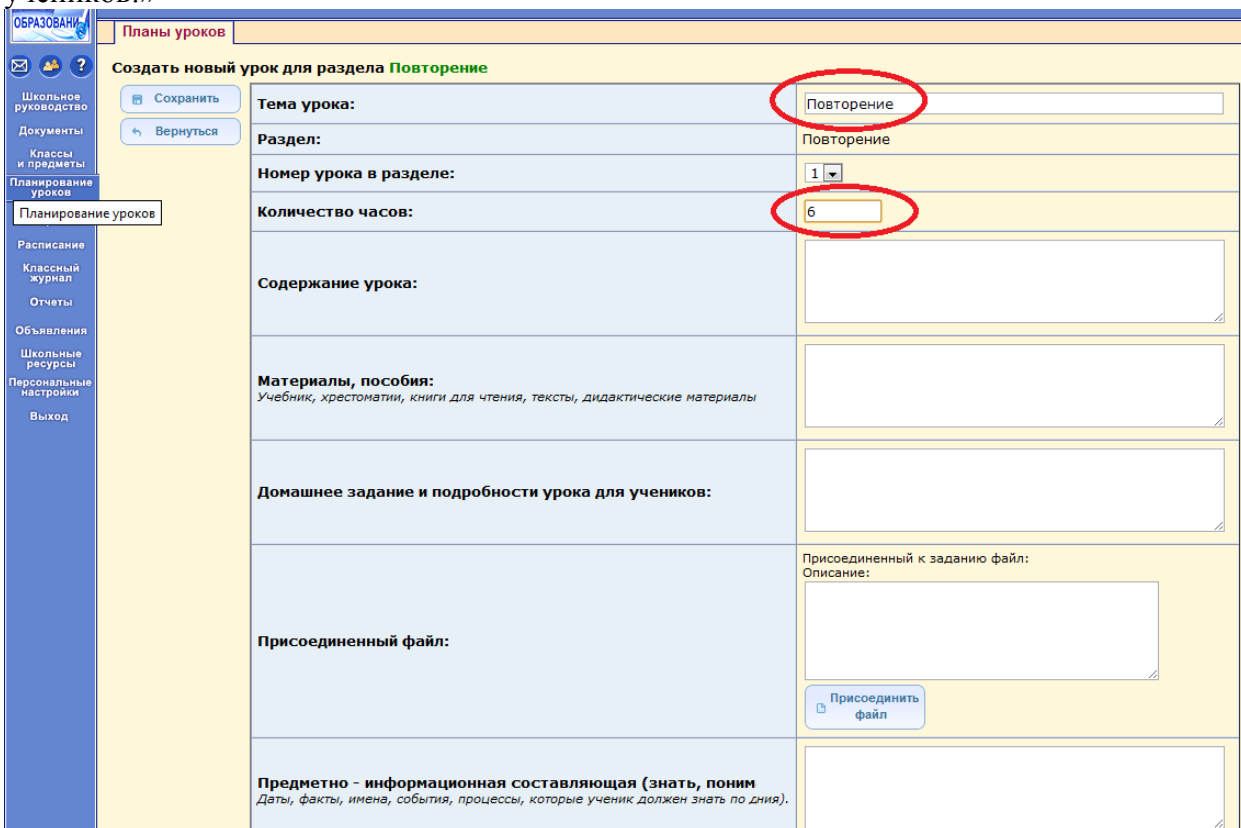 учеников.»
ОБРАЗОВАНИ
Планы уроков
Создать новый урок для раздела Повторение
Школьное
руководство
Документы
Классы
и предметы
Планирование
уроков
Планирование уроков
Расписание
Классный
журнал
Отчеты
Объявления
Школьные
ресурсы
Персональные
настройки
Выход
Сохранить
Вернуться
Тема урока:
Повторение
Раздел:
Повторение
Номер урока в разделе:
1
Количество часов:
6
Содержание урока:
Материалы, пособия:
Учебник, хрестоматии, книги для чтения, тексты, дидактические материалы
Домашнее задание и подробности урока для учеников:
Присоединенный файл:
Присоединенный к заданию файл:
Описание:
Присоединить
файл
Предметно - информационная составляющая (знать, поним
Даты, факты, имена, события, процессы, которые ученик должен знать по дния).